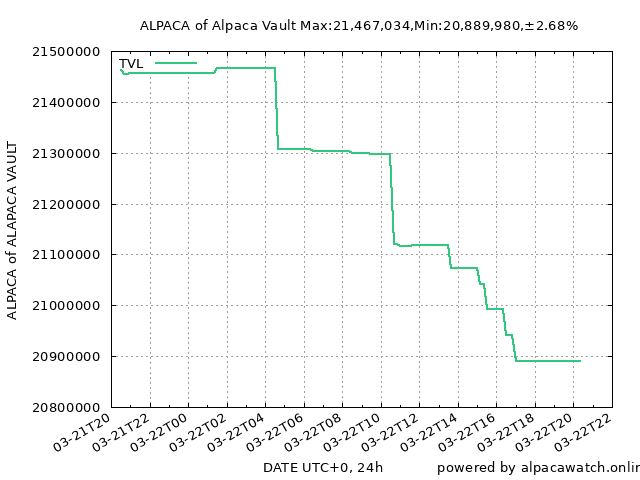 ALPACA of Alpaca Vault Max:21,467,034,Min:20,889,980,±2.68%
TVL
21500000
21400000
21300000
21200000
21100000
21000000
20900000
20800000
ALPACA of ALAPACA VAULT
03-21T20
03-21T22
03-22T00
03-22T02
03-22T04
03-22T06
03-22T08
03-22T10
03-22T12
03-22T14
03-22T16
03-22T18
03-22T20
03-22T22
DATE UTC+0, 24h
powered by alpacawatch.onlin